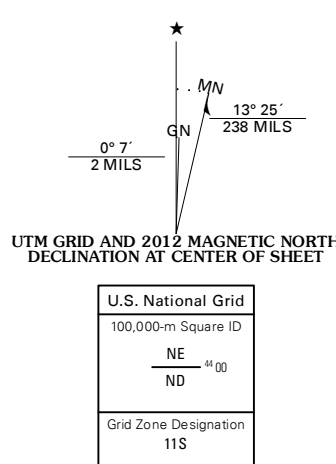 ★
MN
GN
13° 25´
238 MILS
0° 7´
2 MILS
UTM GRID AND 2012 MAGNETIC NORTH
DECLINATION AT CENTER OF SHEET
U.S. National Grid
100,000-m Square ID
NE
44 00
ND
Grid Zone Designation
11S